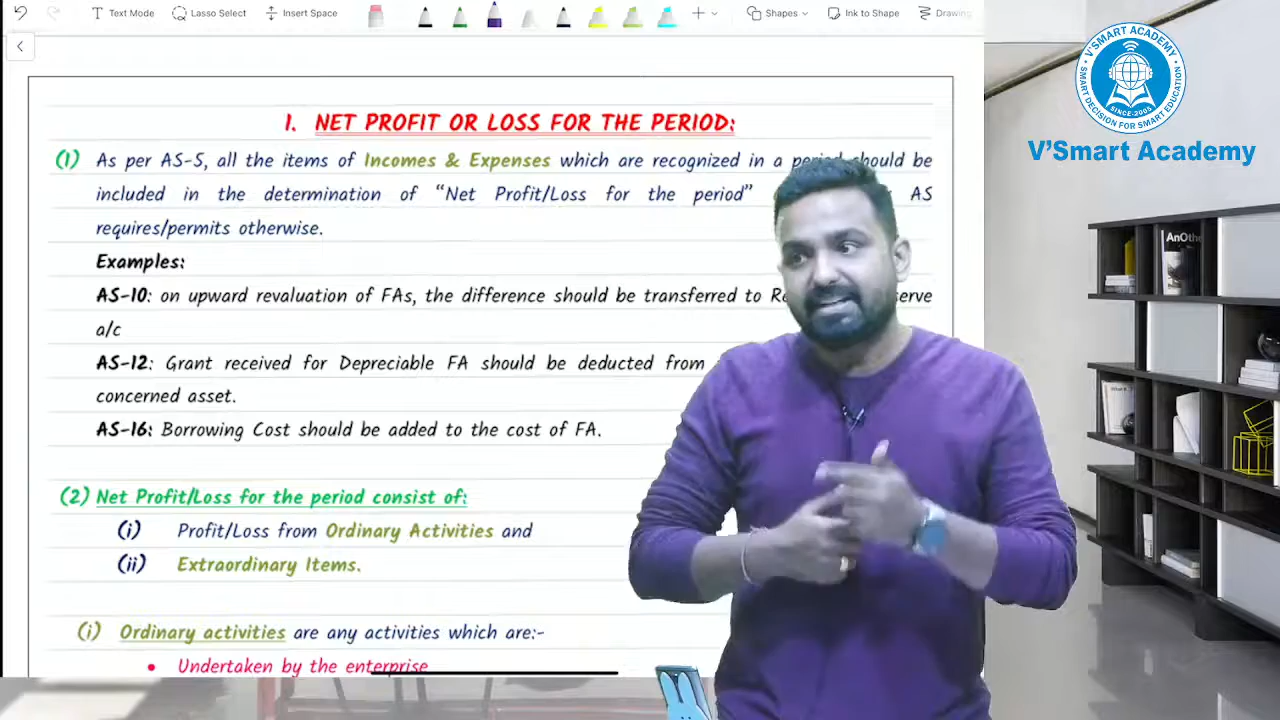 Text Mode Lasso Select Insert Space Shapes Ink to Shape Drawing
1. NET PROFIT OR LOSS FOR THE PERIOD:
(1) As per AS-5, all the items of Incomes & Expenses which are recognized in a period should be
included in the determination of “Net Profit/Loss for the period” AS
requires/permits otherwise.
Examples:
AS-10: on upward revaluation of FAs, the difference should be transferred to
a/c
AS-12: Grant received for Depreciable FA should be deducted from
concerned asset.
AS-16: Borrowing Cost should be added to the cost of FA.
(2) Net Profit/Loss for the period consist of:
(i) Profit/Loss from Ordinary Activities and
(ii) Extraordinary Items.
(i) Ordinary activities are any activities which are:-
• Undertaken by the enterprise
V'SMART ACADEMY
SINCE-2005
SMART DECISION FOR SMART EDUCATION
V'Smart Academy
AnOthe